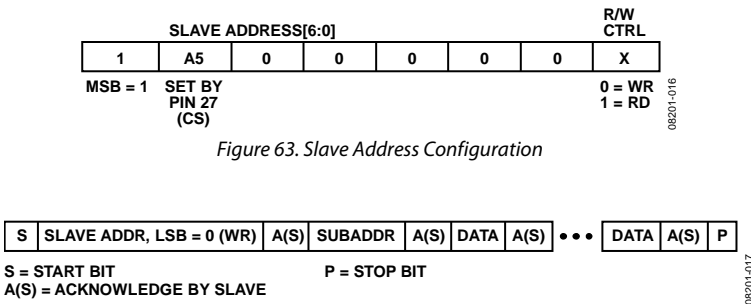 SLAVE ADDRESS[6:0]
R/W
CTRL
1 A5 0 0 0 0 0 X
MSB = 1 SET BY
PIN 27
(CS)
0 = WR
1 = RD
08201-016
Figure 63. Slave Address Configuration
S SLAVE ADDR, LSB = 0 (WR) A(S) SUBADDR A(S) DATA A(S) ••• DATA A(S) P
S = START BIT P = STOP BIT
A(S) = ACKNOWLEDGE BY SLAVE
08201-017